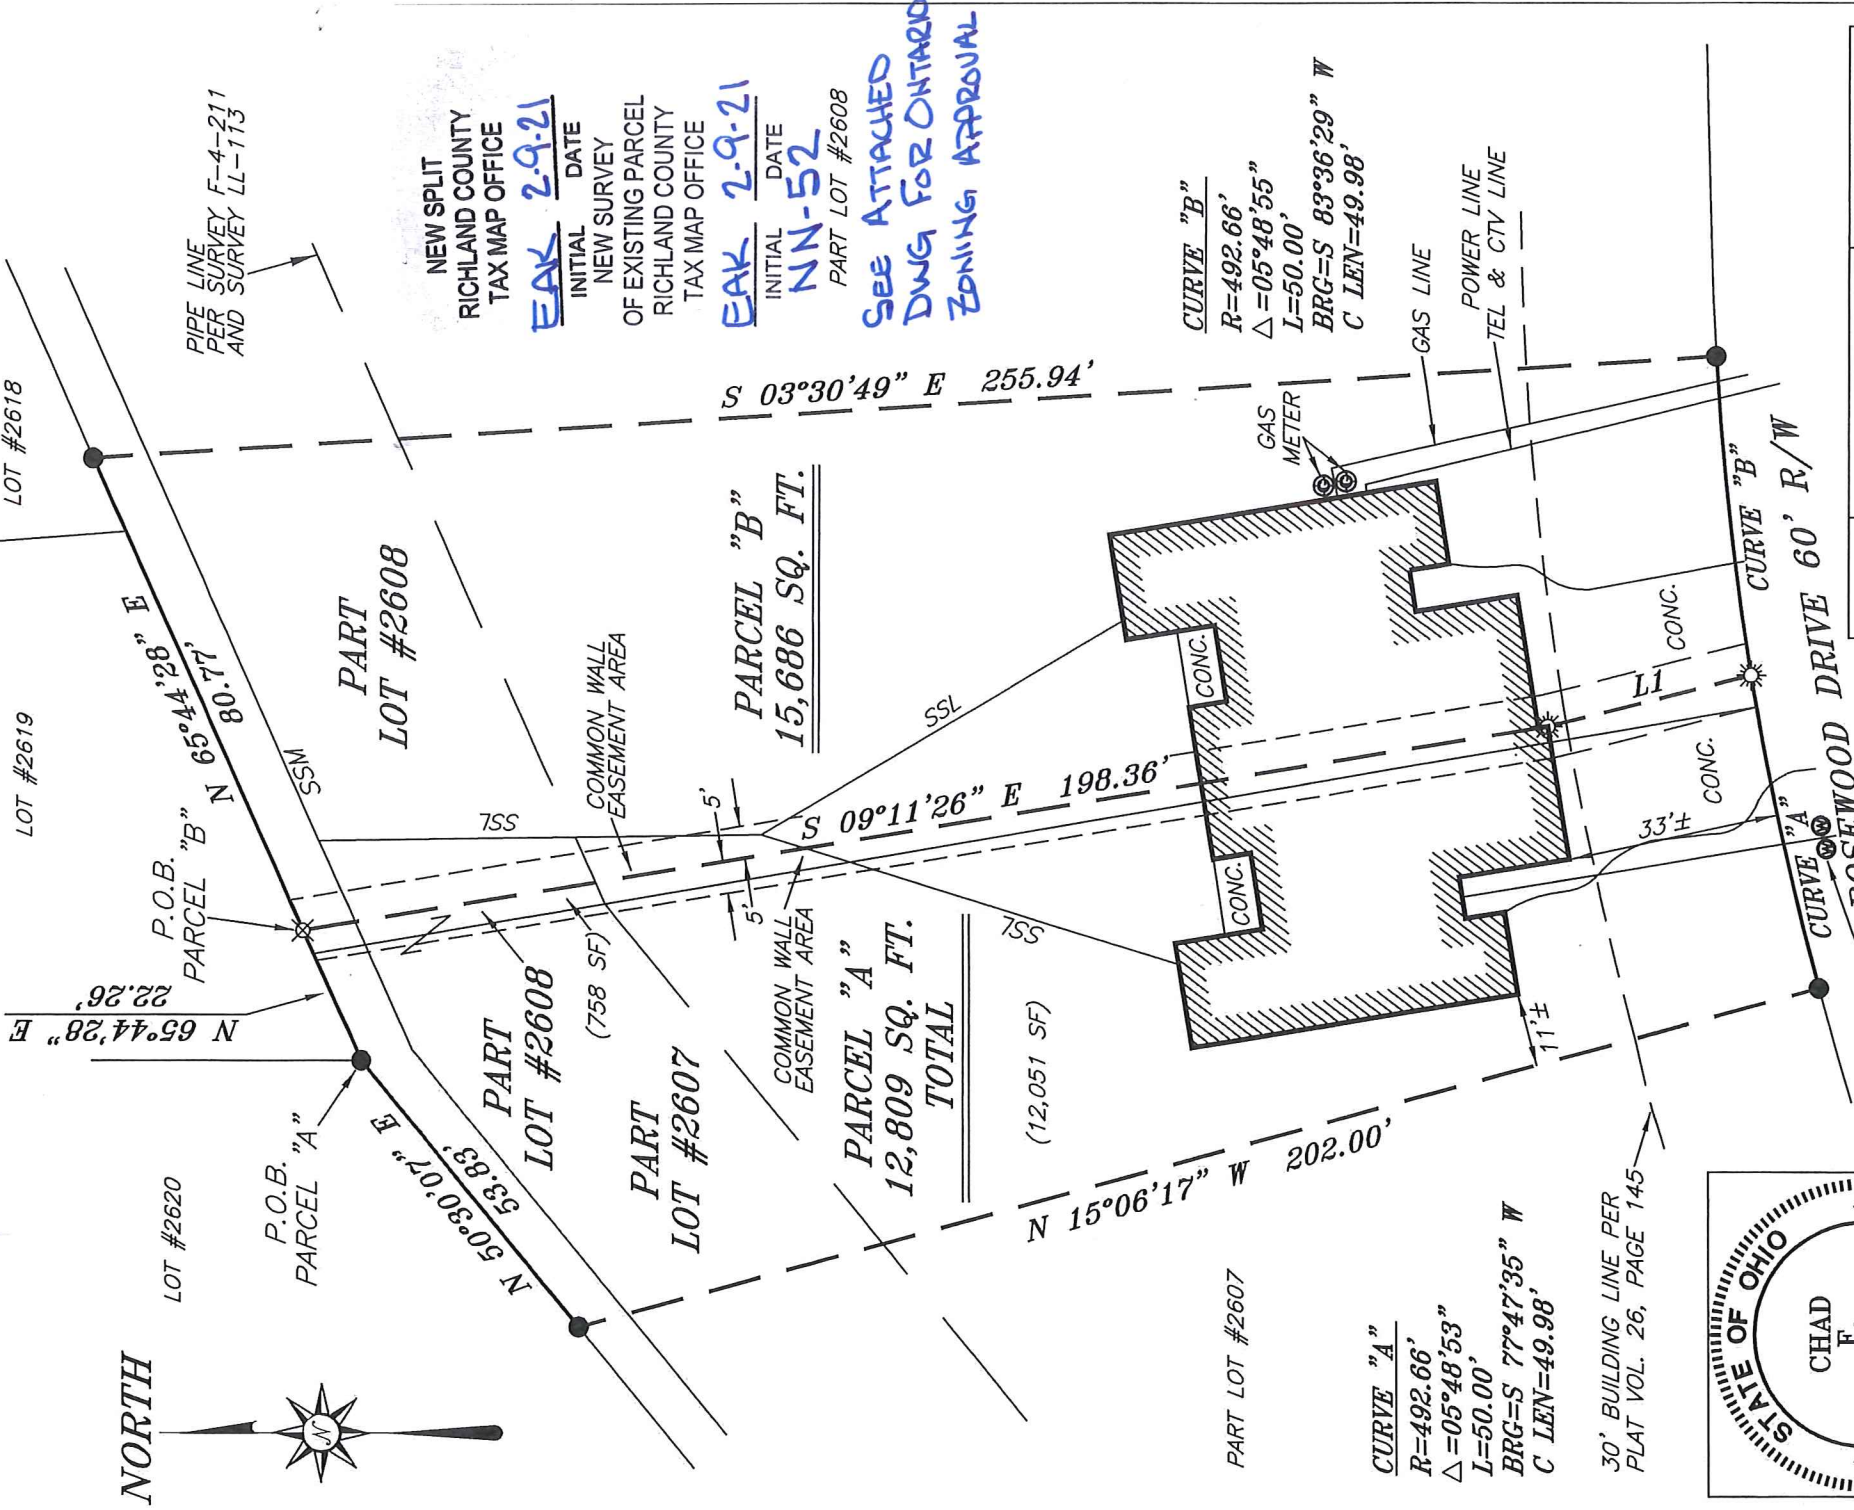 NORTH
LOT #2618
LOT #2619
LOT #2620
PIPE LINE
PER SURVEY F-4-211
AND SURVEY LL-113
NEW SPLIT
RICHLAND COUNTY
TAX MAP OFFICE
EAK 2-9-21
INITIAL DATE
NEW SURVEY
OF EXISTING PARCEL
RICHLAND COUNTY
TAX MAP OFFICE
EAK 2-9-21
INITIAL DATE
NN-52
PART LOT #2608
SEE ATTACHED
DWG FOR ONTARIO
ZONING APPROVAL
N 65°44'28" E
80.77'
N 65°44'28" E
22.26'
P.O.B.
PARCEL "B"
P.O.B.
PARCEL "A"
N 50°30'07" E
53.83'
SSM
PART
LOT #2608
PART
LOT #2608
(758 SF)
PART
LOT #2607
SSL
COMMON WALL
EASEMENT AREA
5'
5'
COMMON WALL
EASEMENT AREA
S 03°30'49" E 255.94'
PARCEL "B"
15,686 SQ. FT.
PARCEL "A"
12,809 SQ. FT.
TOTAL
(12,051 SF)
SSL
SSL
S 09°11'26" E 198.36'
N 15°06'17" W 202.00'
CONC.
CONC.
GAS
METER
G
G
GAS LINE
POWER LINE
TEL & CTV LINE
CURVE "B"
R=492.66'
△=05°48'55"
L=50.00'
BRG=S 83°36'29" W
C LEN=49.98'
L1
CONC.
CONC.
33'±
11'±
CURVE "B"
CURVE "A"
W
W
ROSEWOOD DRIVE 60' R/W
PART LOT #2607
CURVE "A"
R=492.66'
△=05°48'53"
L=50.00'
BRG=S 77°47'35" W
C LEN=49.98'
30' BUILDING LINE PER
PLAT VOL. 26, PAGE 145
STATE OF OHIO
CHAD
N